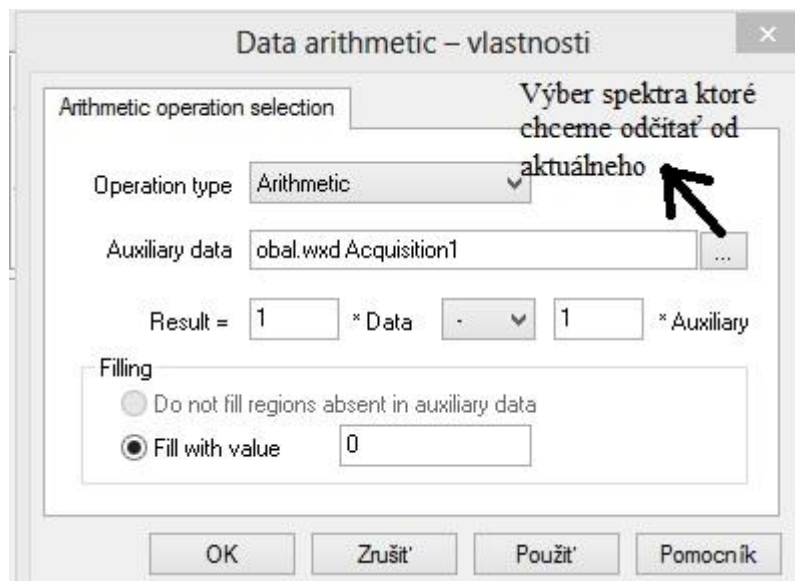 Data arithmetic – vlastnosti
Arithmetic operation selection
Výber spektra ktoré
chceme odčítať od
aktuálneho
Operation type Arithmetic
Auxiliary data obal.wxd Acquisition1 ...
Result = 1 * Data - 1 * Auxiliary
Filling
Do not fill regions absent in auxiliary data
Fill with value 0
OK Zrušiť Použiť Pomocník